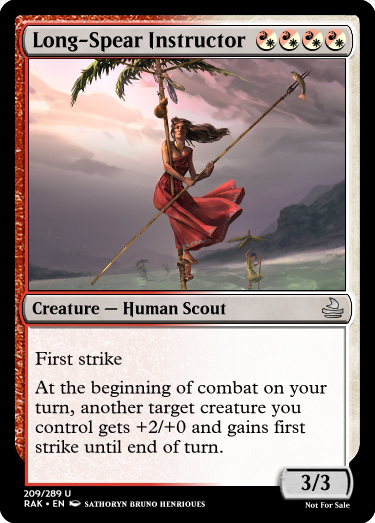 Long-Spear Instructor
Creature — Human Scout
First strike
At the beginning of combat on your
turn, another target creature you
control gets +2/+0 and gains first
strike until end of turn.
3/3
209/289 U
RAK • EN SATHORYN BRUNO HENRIQUES
Not For Sale